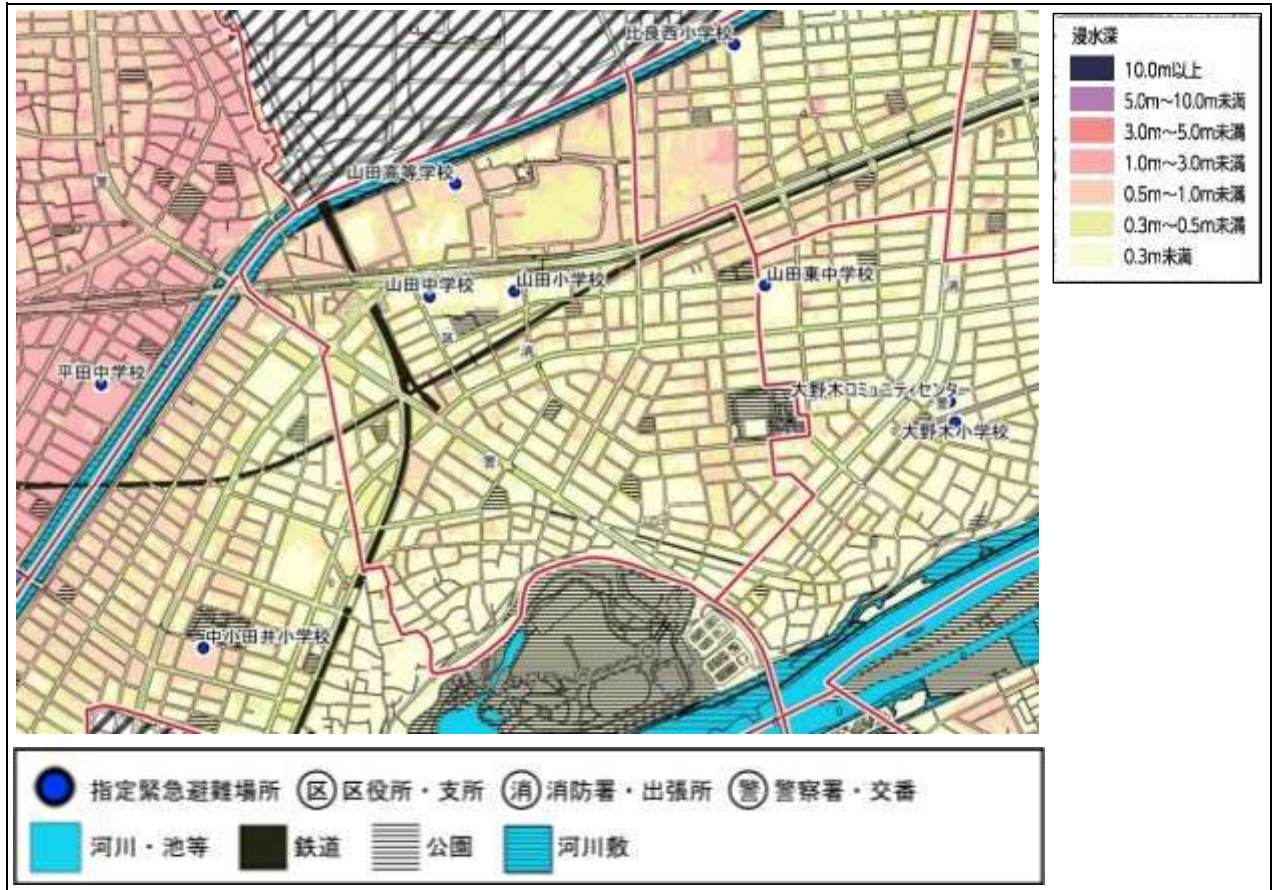 比良西小学校
警
浸水深
10.0m以上
5.0m~10.0m未満
3.0m~5.0m未満
1.0m~3.0m未満
0.5m~1.0m未満
0.3m~0.5m未満
0.3m未満
山田高等学校
警
山田中学校
山田小学校
山田東中学校
消
区
消
平田中学校
大野木コミュニティセンター
警
大野木小学校
警
中小田井小学校
指定緊急避難場所
区 区役所・支所
消 消防署・出張所
警 警察署・交番
河川・池等
鉄道
公園
河川敷